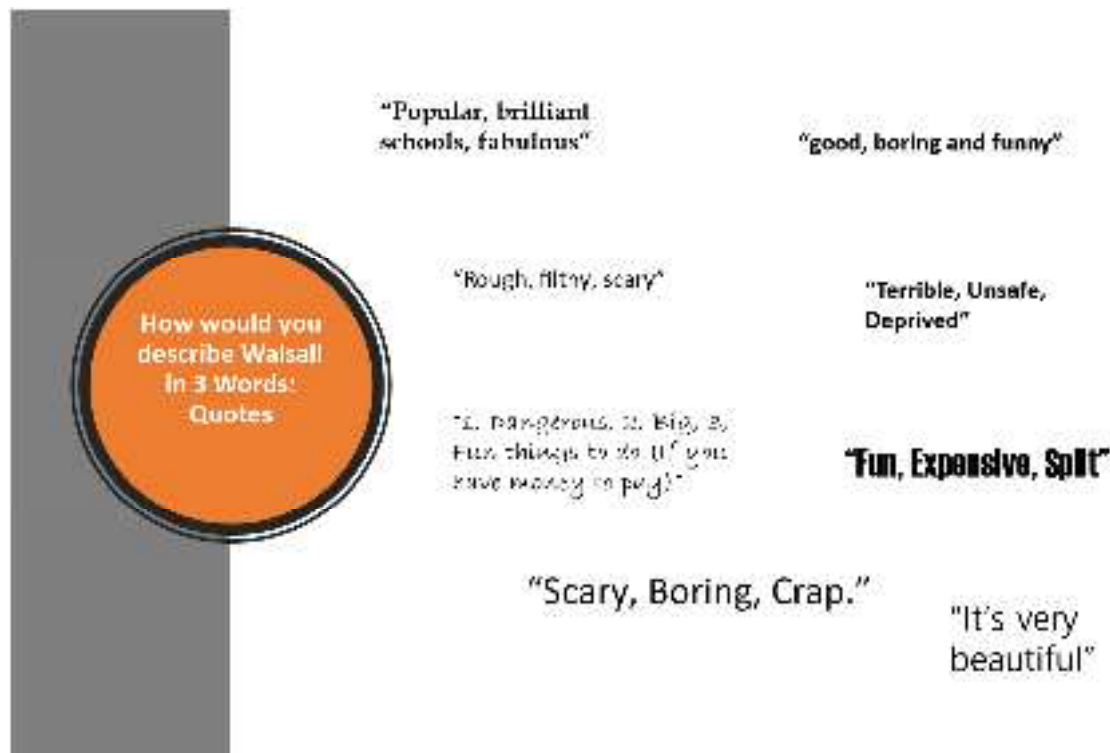 How would you
describe Walsall
in 3 Words:
Quotes
“Popular, brilliant
schools, fabulous“
“good, boring and funny”
“Rough, filthy, scary”
“Terrible, Unsafe,
Deprived”
“1. Dangerous. 2. Big, 3,
Fun things to do (If you
have money to pay)”
“Fun, Expensive, Split”
“Scary, Boring, Crap.”
“It’s very
beautiful”